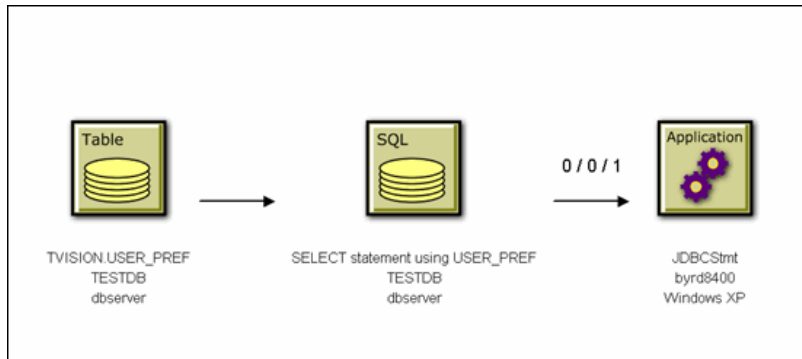 Table
TVISION.USER_PREF
TESTDB
dbserver
SQL
SELECT statement using USER_PREF
TESTDB
dbserver
0 / 0 / 1
Application
JDBCStmt
byrd8400
Windows XP